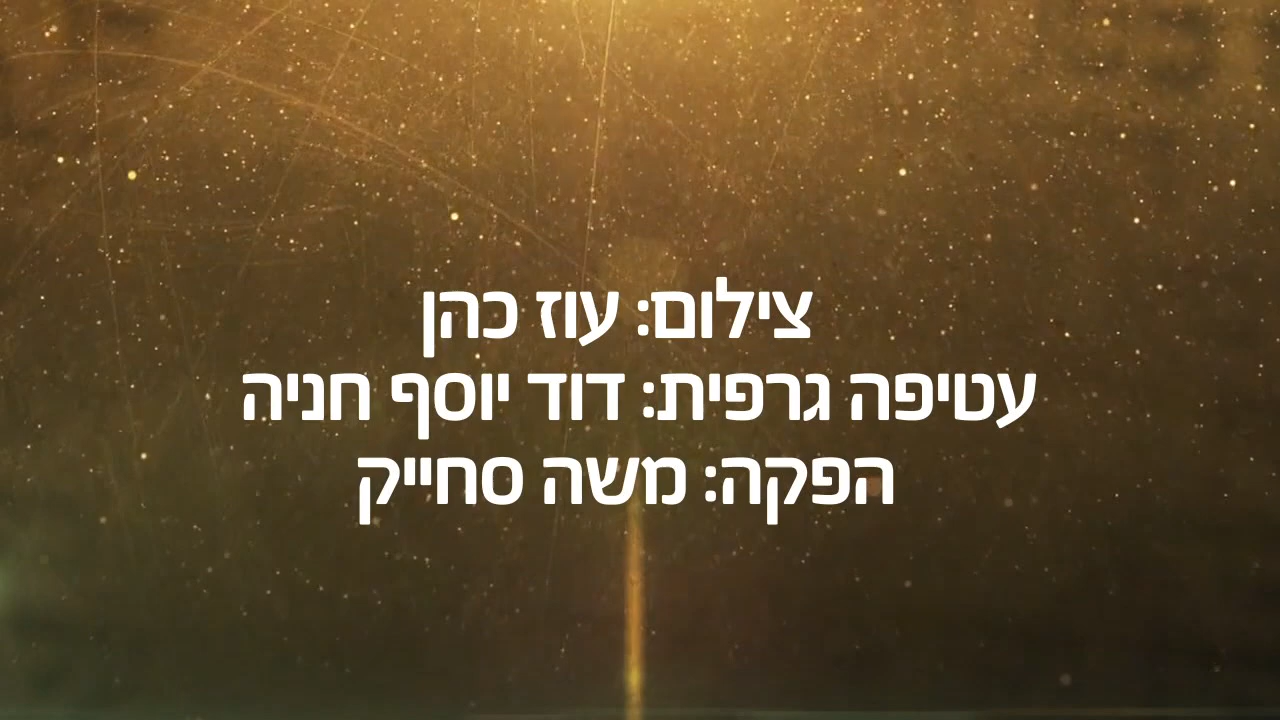 צילום: עוז כהן
עטיפה גרפית: דוד יוסף חניה
הפקה: משה סחייק